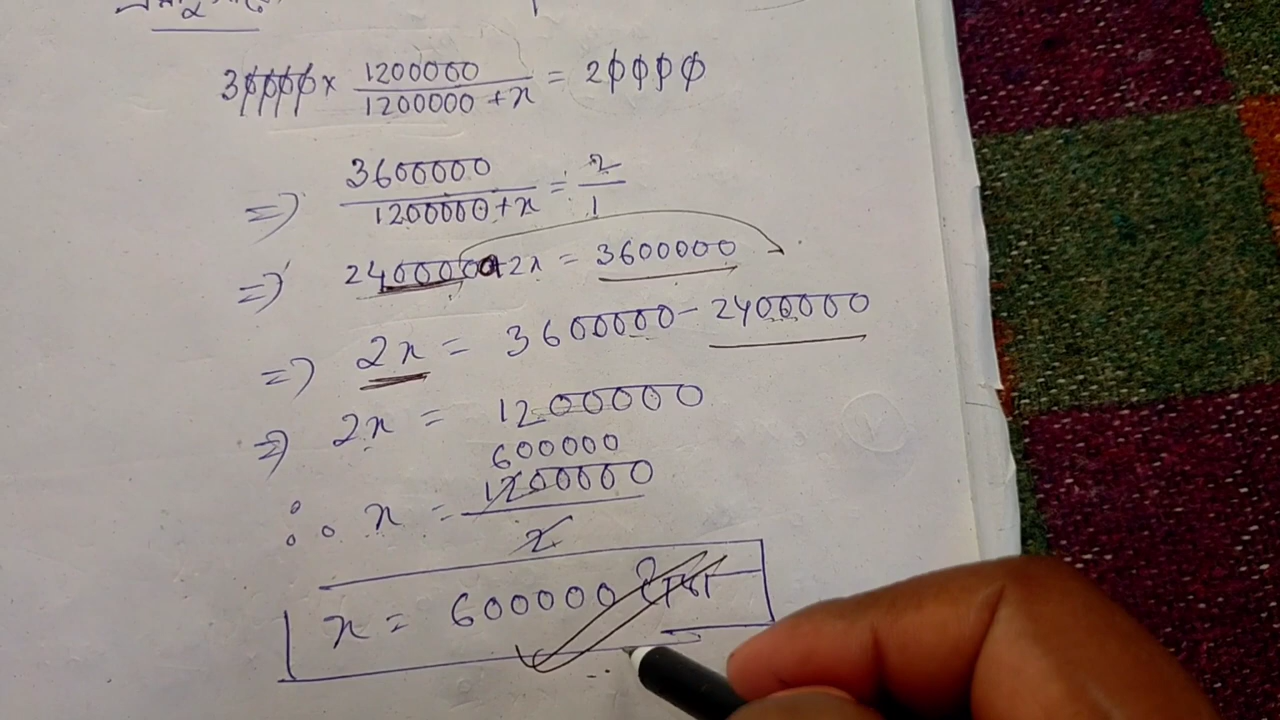 30000 × 1200000 / 1200000 + x = 20000
⇒ 3600000 / 1200000 + x = 2 / 1
⇒ 2400000 + 2x = 3600000
⇒ 2x = 3600000 - 2400000
⇒ 2x = 1200000
600000
∴ x = 1200000 / 2
x = 600000 টাকা